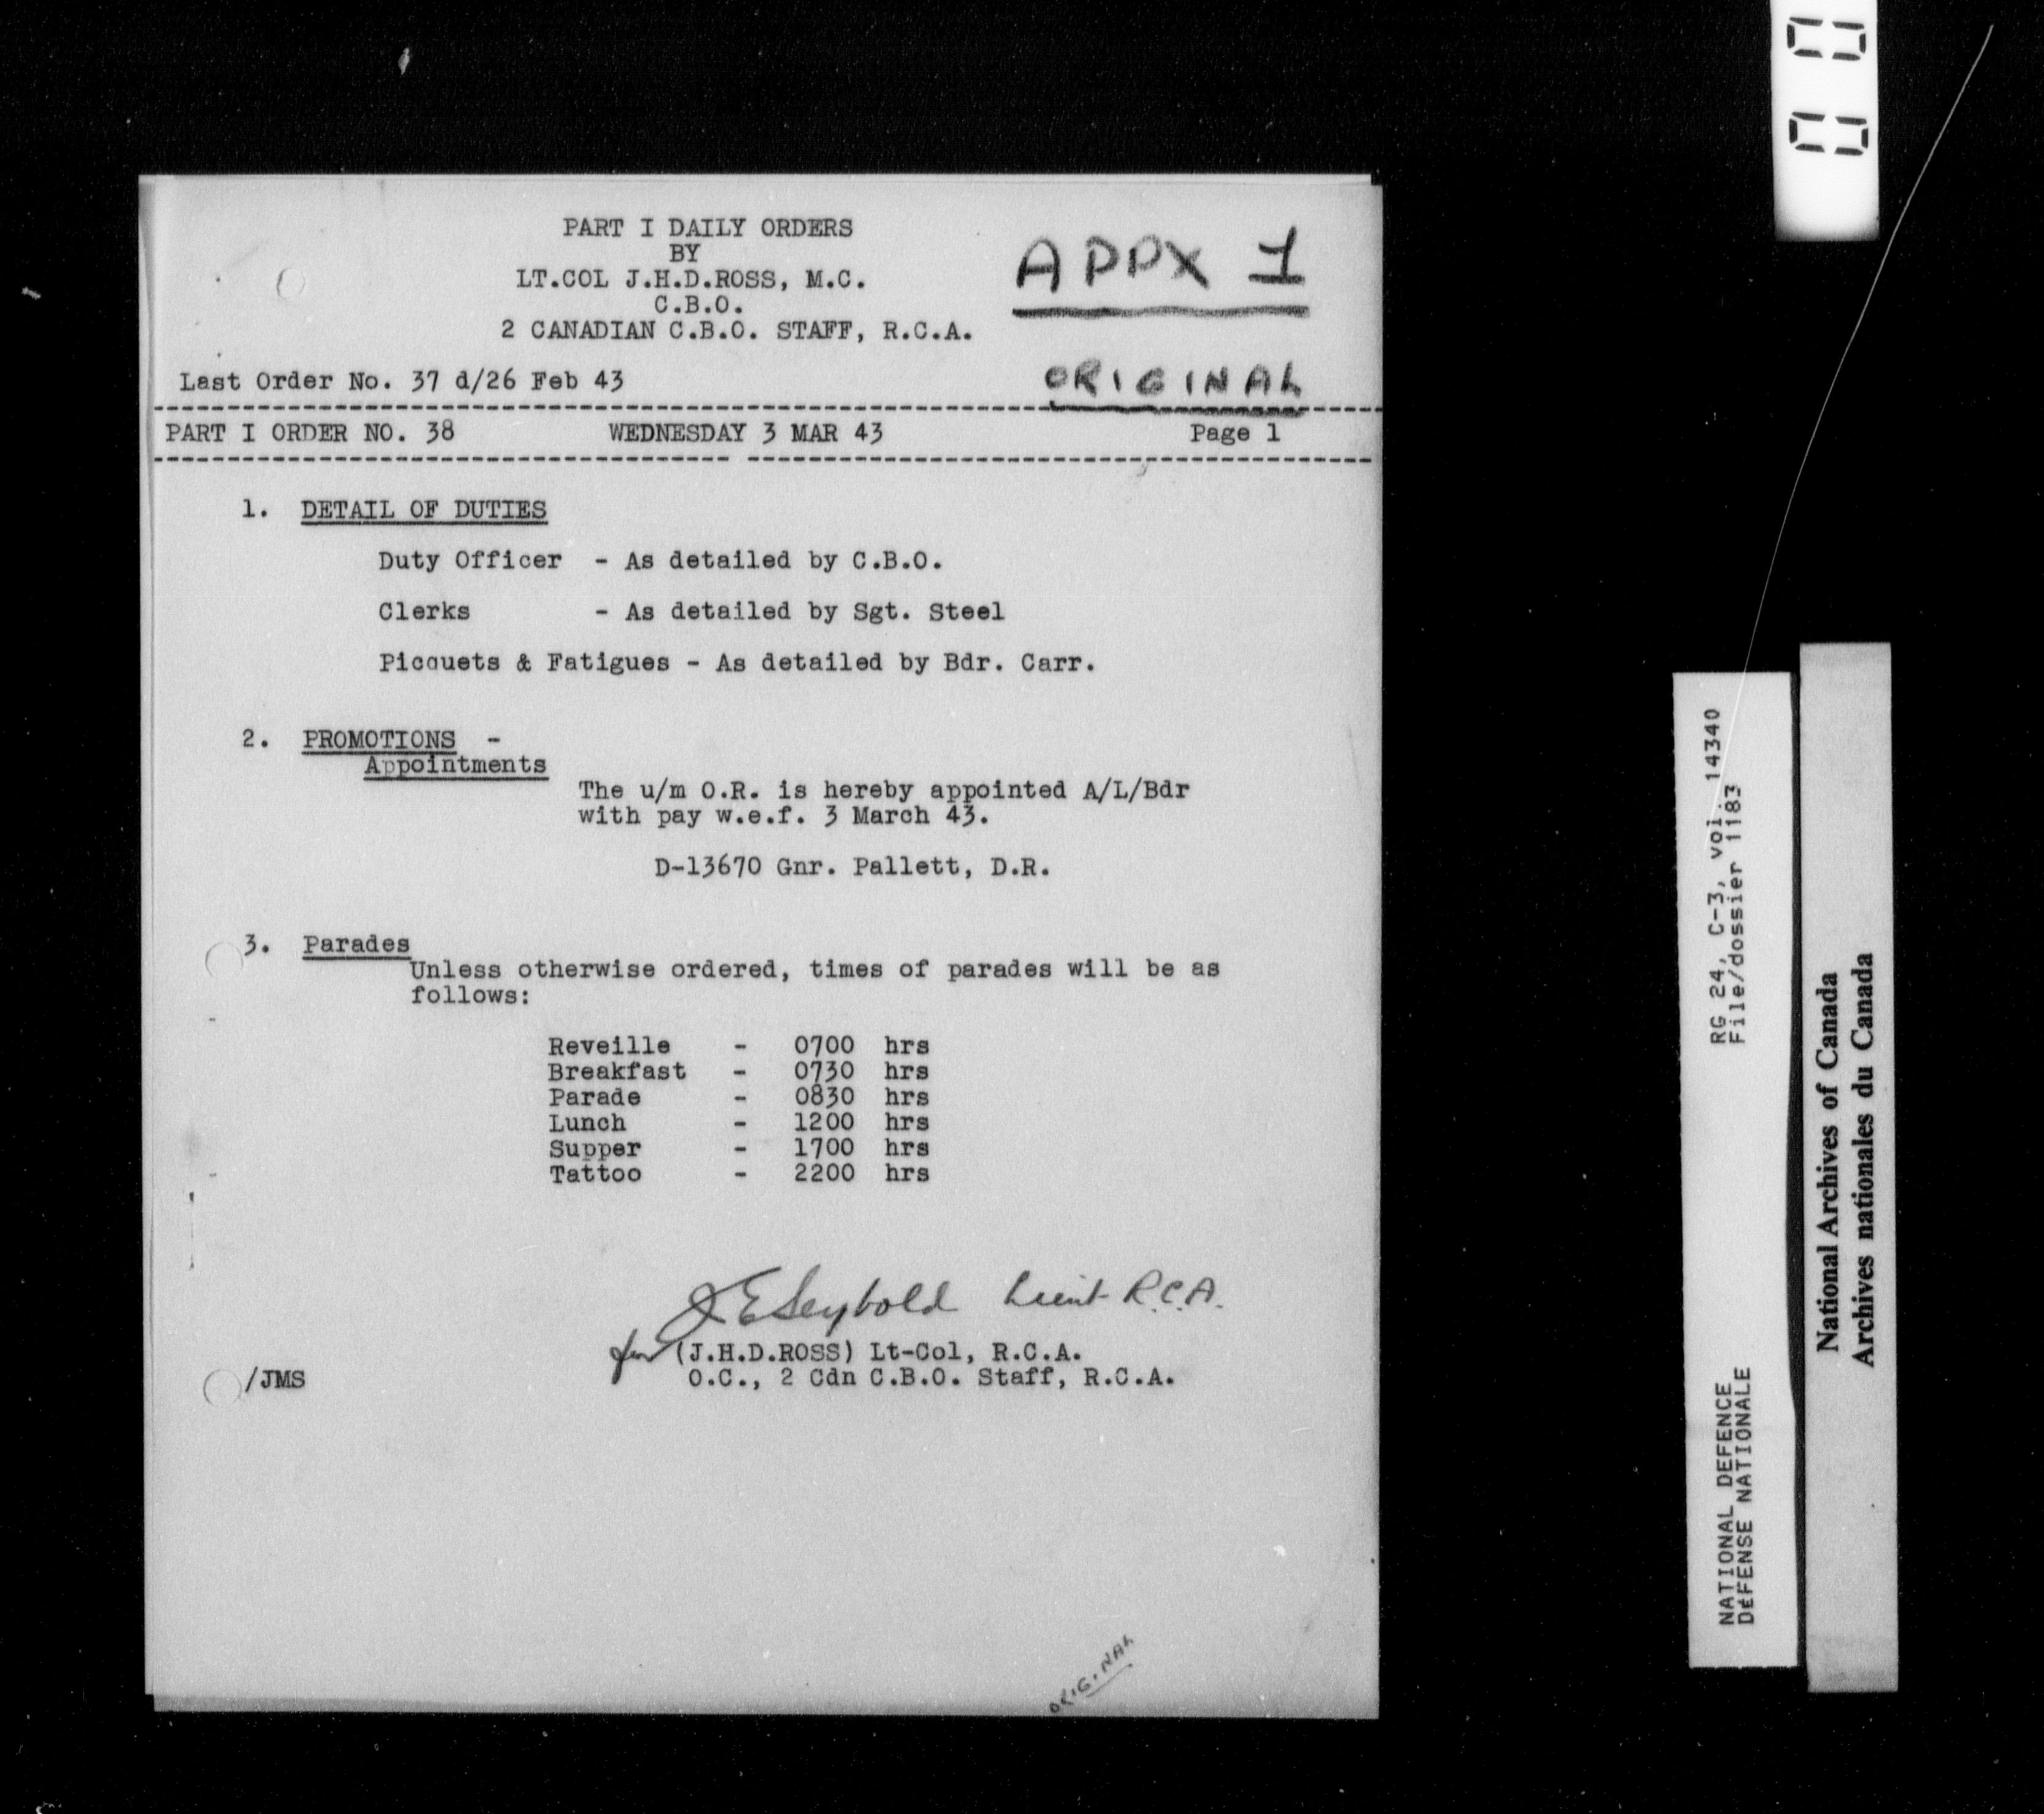 PART I DAILY ORDERS
BY
LT.COL J.H.D.ROSS, M.C.
C.B.O.
2 CANADIAN C.B.O. STAFF, R.C.A.
APPX 1
ORIGINAL
Last Order No. 37 d/26 Feb 43
PART I ORDER NO. 38 WEDNESDAY 3 MAR 43 Page 1
1. DETAIL OF DUTIES
Duty Officer - As detailed by C.B.O.
Clerks - As detailed by Sgt. Steel
Picquets & Fatigues - As detailed by Bdr. Carr.
2. PROMOTIONS -
Appointments
The u/m O.R. is hereby appointed A/L/Bdr
with pay w.e.f. 3 March 43.
D-13670 Gnr. Pallett, D.R.
3. Parades
Unless otherwise ordered, times of parades will be as
follows:
Reveille - 0700 hrs
Breakfast - 0730 hrs
Parade - 0830 hrs
Lunch - 1200 hrs
Supper - 1700 hrs
Tattoo - 2200 hrs
JESeybold Lieut R.C.A.
for (J.H.D.ROSS) Lt-Col, R.C.A.
O.C., 2 Cdn C.B.O. Staff, R.C.A.
/JMS
ORIGINAL
NATIONAL DEFENCE RG 24, C-3, vol. 14340
DÉFENSE NATIONALE File/dossier 1183
National Archives of Canada
Archives nationales du Canada